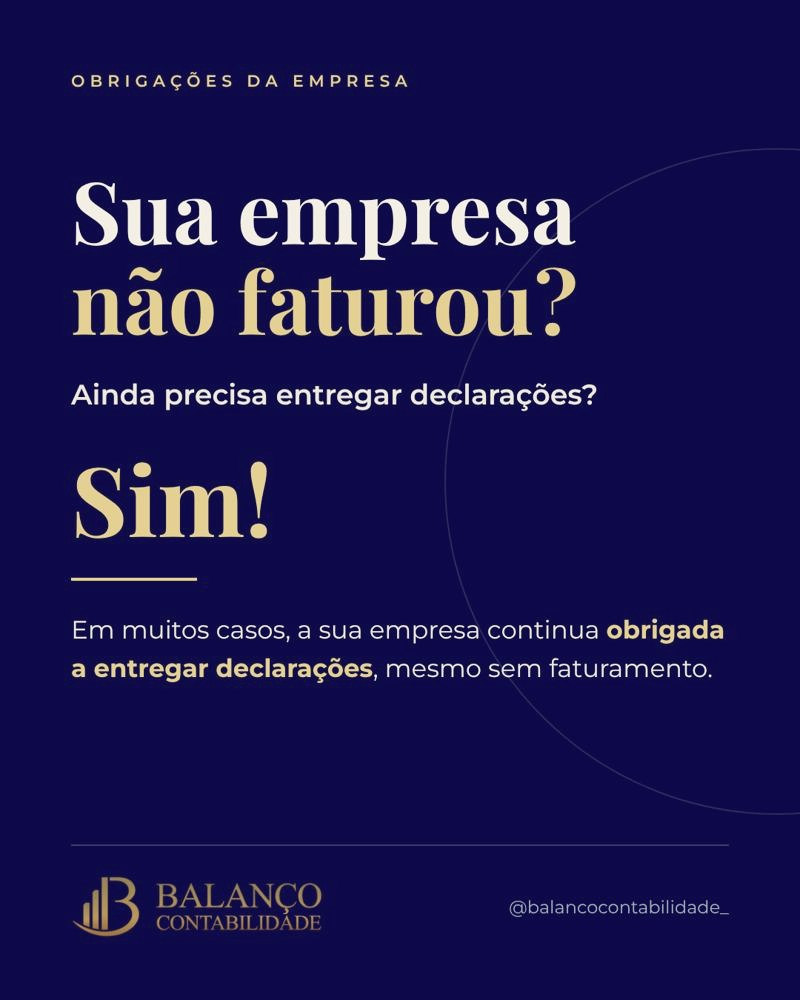 OBRIGAÇÕES DA EMPRESA
Sua empresa
não faturou?
Ainda precisa entregar declarações?
Sim!
Em muitos casos, a sua empresa continua obrigada
a entregar declarações, mesmo sem faturamento.
BALANÇO
CONTABILIDADE
@balancocontabilidade_